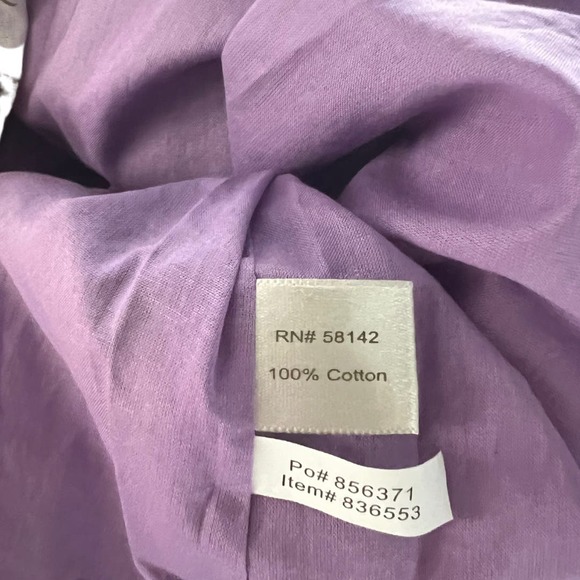 RN# 58142
100% Cotton
Po# 856371
Item# 836553